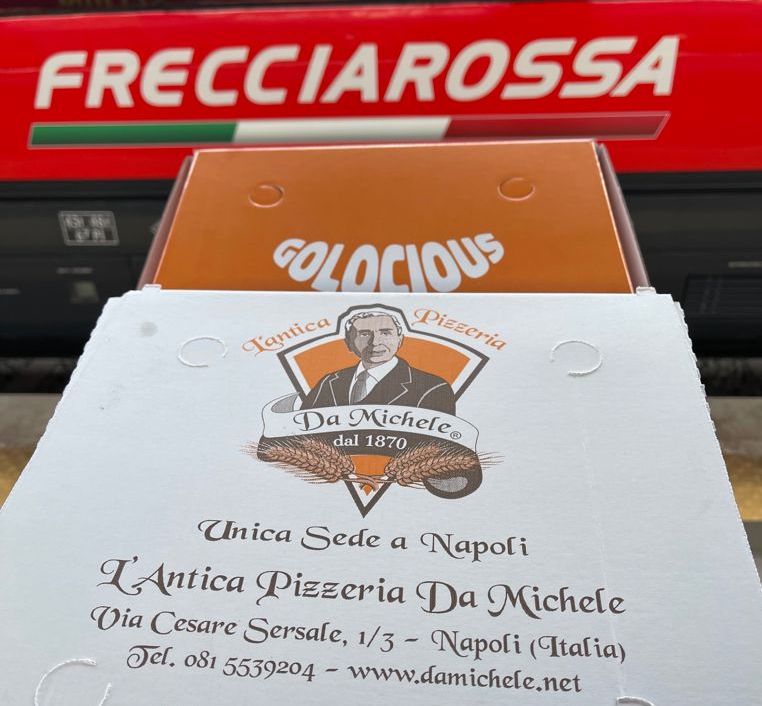 FRECCIAROSSA
GOLOCIOUS
L'antica Pizzeria
Da Michele®
dal 1870
Unica Sede a Napoli
L'Antica Pizzeria Da Michele
Via Cesare Sersale, 1/3 - Napoli (Italia)
Tel. 081 5539204 - www.damichele.net